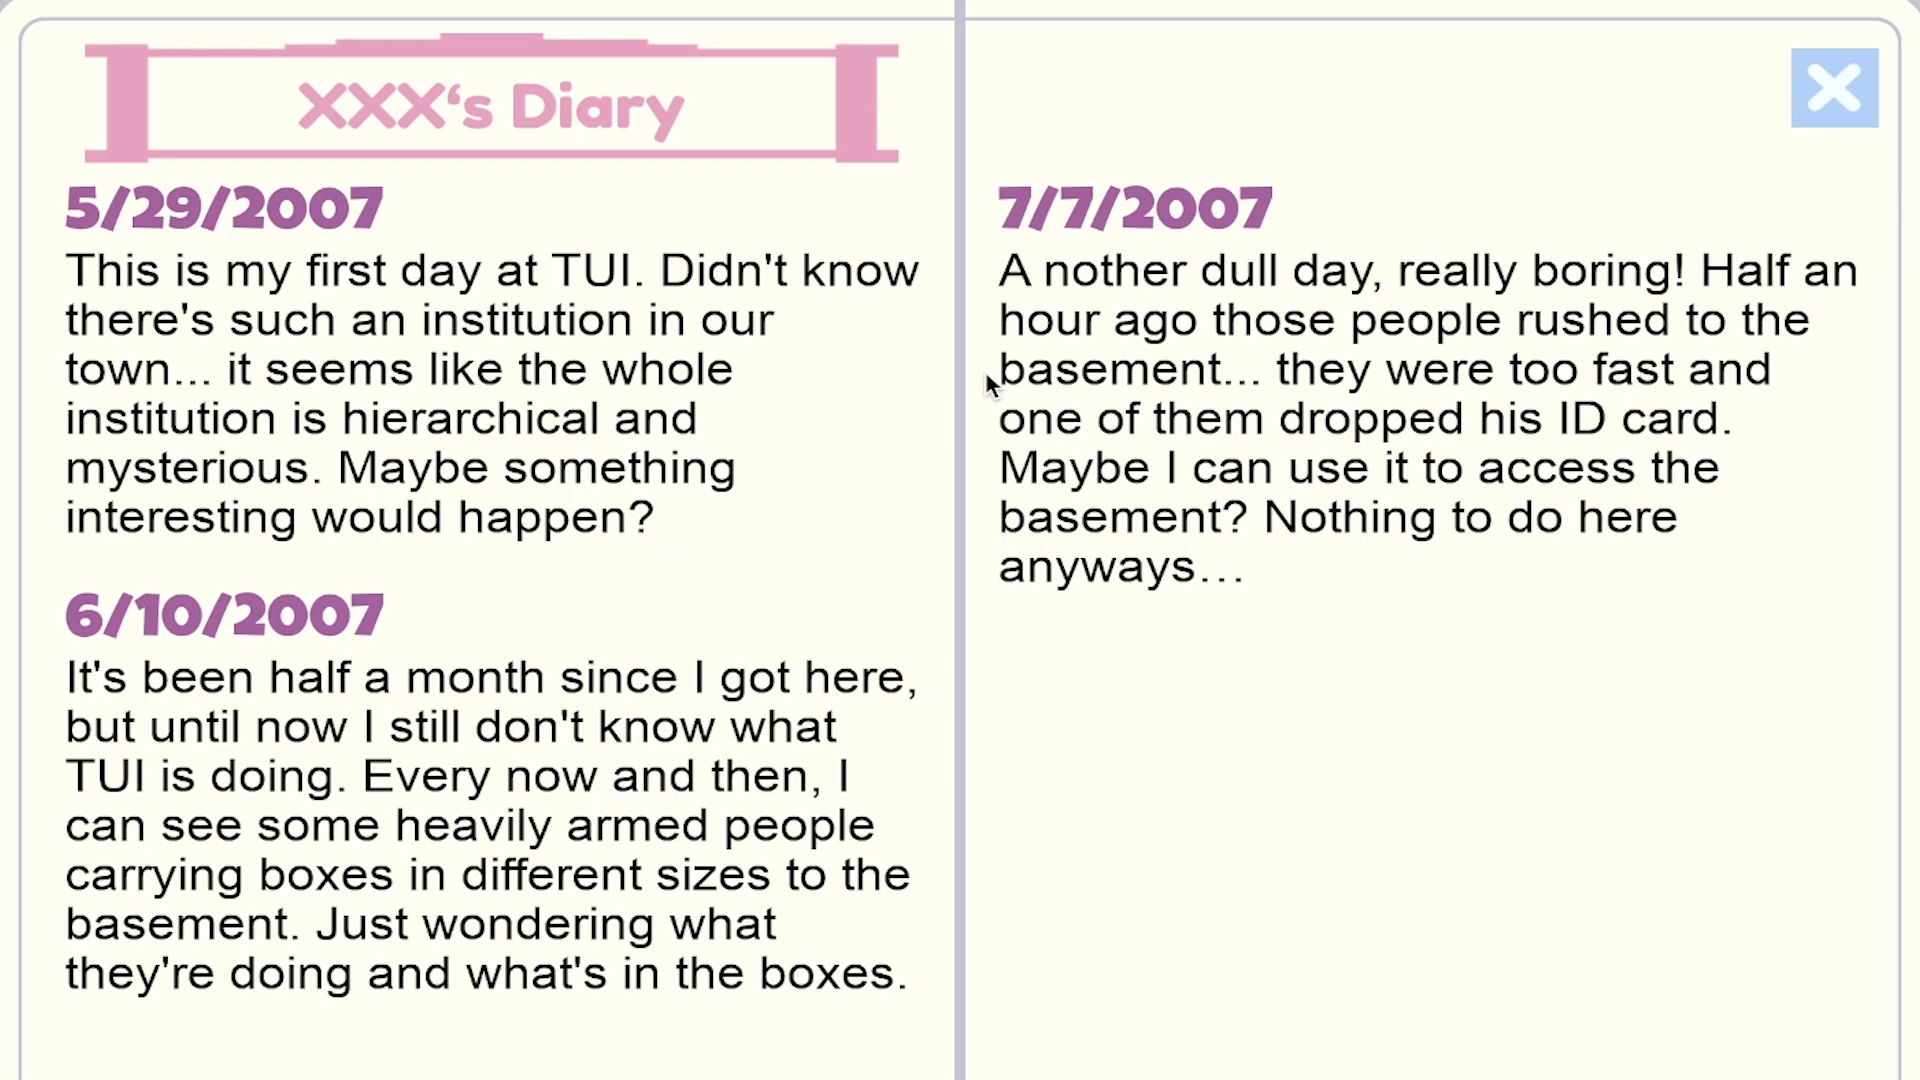 XXX‘s Diary
5/29/2007
This is my first day at TUI. Didn't know
there's such an institution in our
town... it seems like the whole
institution is hierarchical and
mysterious. Maybe something
interesting would happen?
6/10/2007
It's been half a month since I got here,
but until now I still don't know what
TUI is doing. Every now and then, I
can see some heavily armed people
carrying boxes in different sizes to the
basement. Just wondering what
they're doing and what's in the boxes.
7/7/2007
A nother dull day, really boring! Half an
hour ago those people rushed to the
basement... they were too fast and
one of them dropped his ID card.
Maybe I can use it to access the
basement? Nothing to do here
anyways…